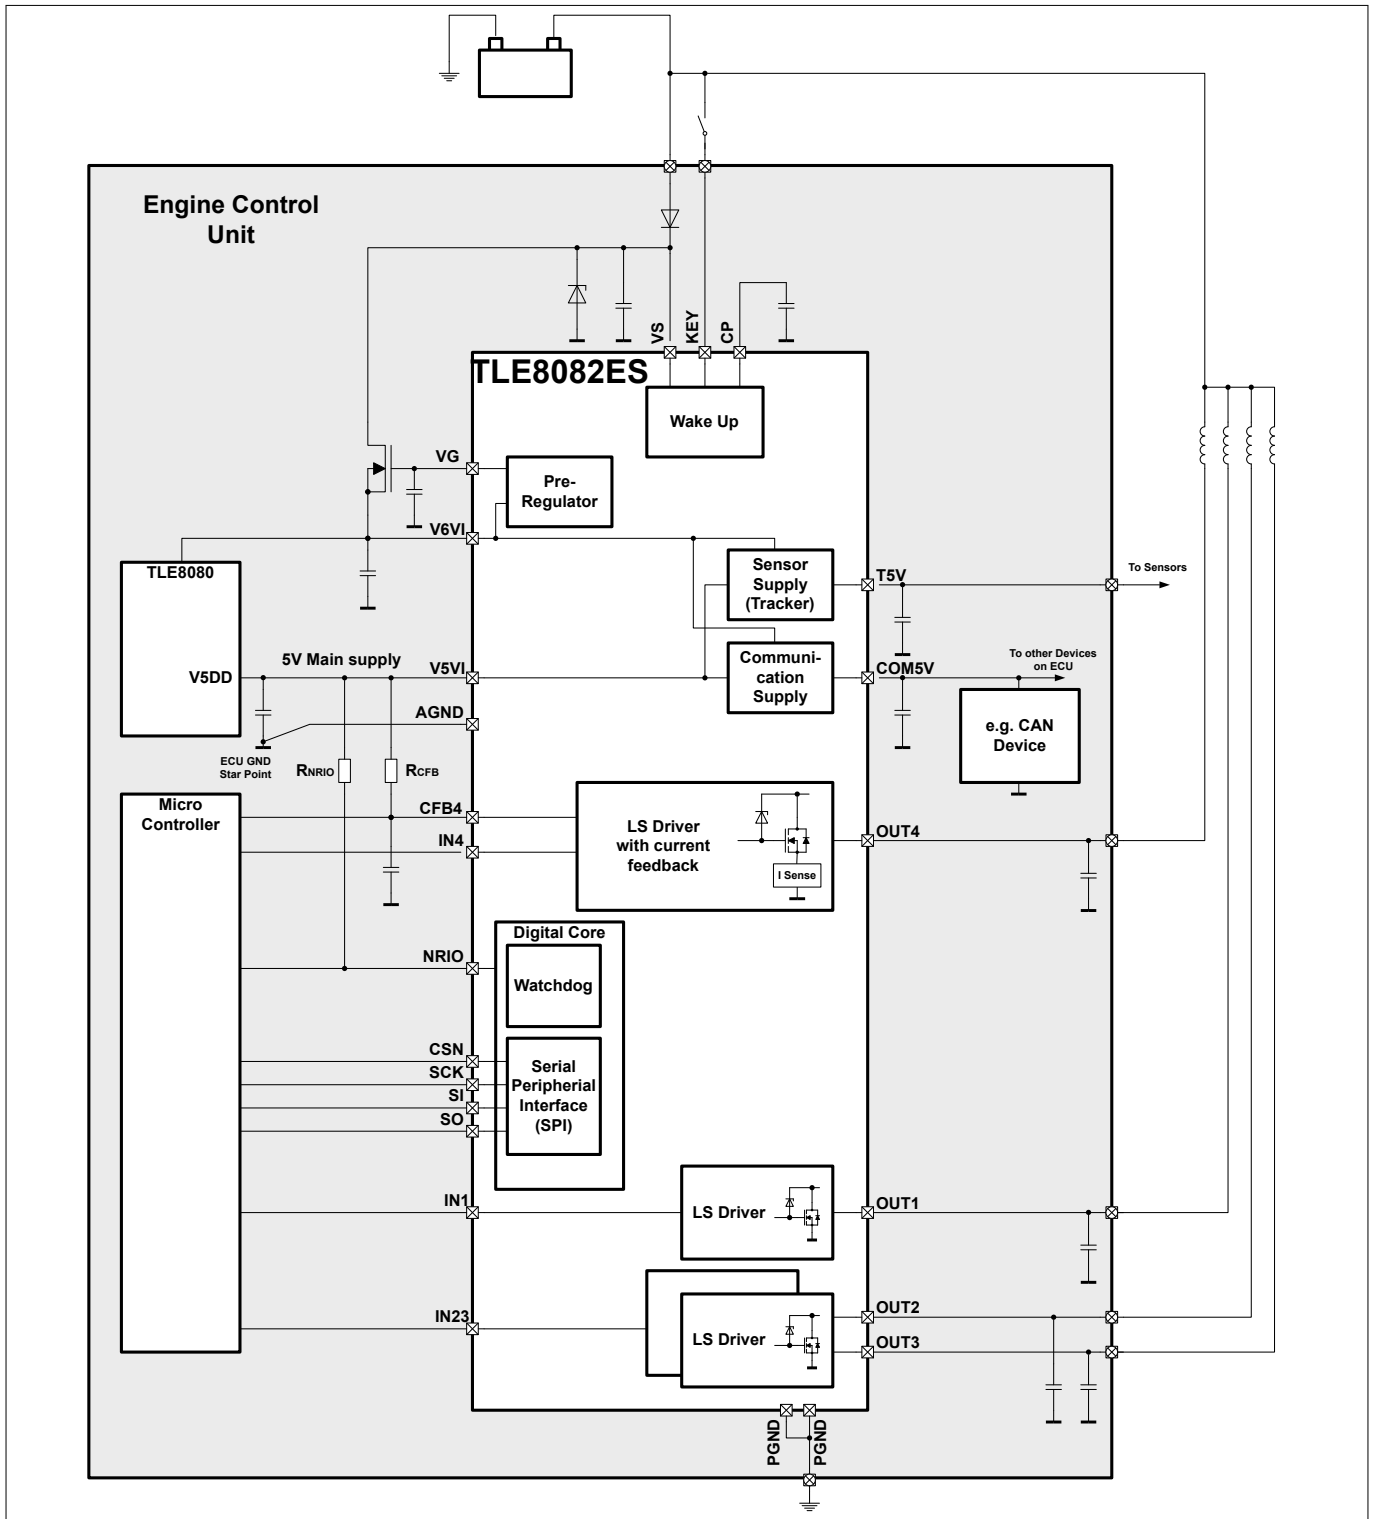 Engine Control
Unit
VS
KEY
CP
TLE8082ES
Wake Up
VG
Pre-
Regulator
V6VI
TLE8080
Sensor
Supply
(Tracker)
T5V
To Sensors
5V Main supply
V5DD
V5VI
Communi-
cation
Supply
COM5V
To other Devices
on ECU
AGND
e.g. CAN
Device
ECU GND
Star Point
RNRIO
RCFB
Micro
Controller
CFB4
IN4
LS Driver
with current
feedback
I Sense
OUT4
Digital Core
NRIO
Watchdog
CSN
SCK
SI
SO
Serial
Peripherial
Interface
(SPI)
IN1
LS Driver
OUT1
IN23
LS Driver
OUT2
OUT3
PGND
PGND